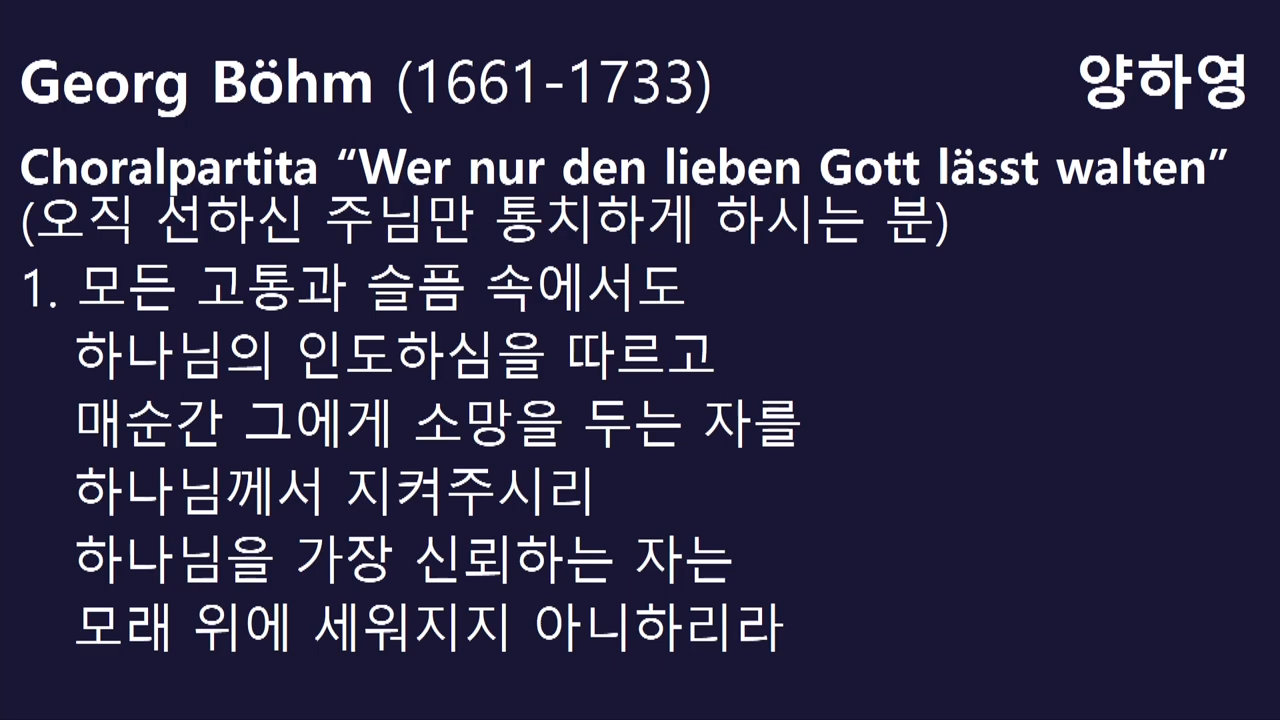 Georg Böhm (1661-1733) 양하영
Choralpartita “Wer nur den lieben Gott lässt walten”
(오직 선하신 주님만 통치하게 하시는 분)
1. 모든 고통과 슬픔 속에서도
하나님의 인도하심을 따르고
매순간 그에게 소망을 두는 자를
하나님께서 지켜주시리
하나님을 가장 신뢰하는 자는
모래 위에 세워지지 아니하리라